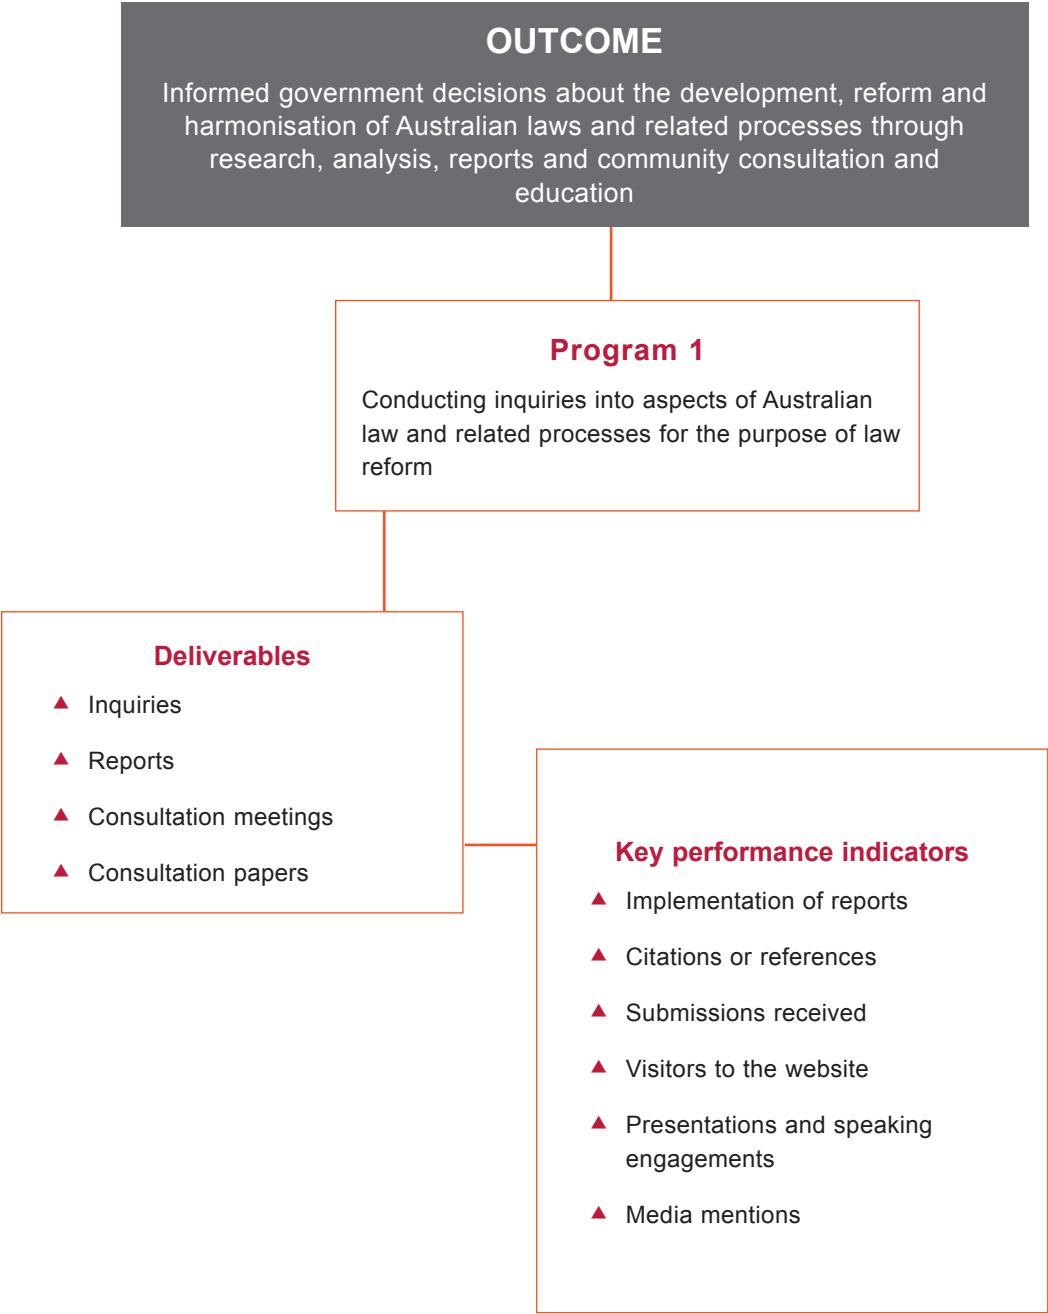 OUTCOME
Informed government decisions about the development, reform and
harmonisation of Australian laws and related processes through
research, analysis, reports and community consultation and
education
Program 1
Conducting inquiries into aspects of Australian
law and related processes for the purpose of law
reform
Deliverables
Inquiries
Reports
Consultation meetings
Consultation papers
Key performance indicators
Implementation of reports
Citations or references
Submissions received
Visitors to the website
Presentations and speaking
engagements
Media mentions